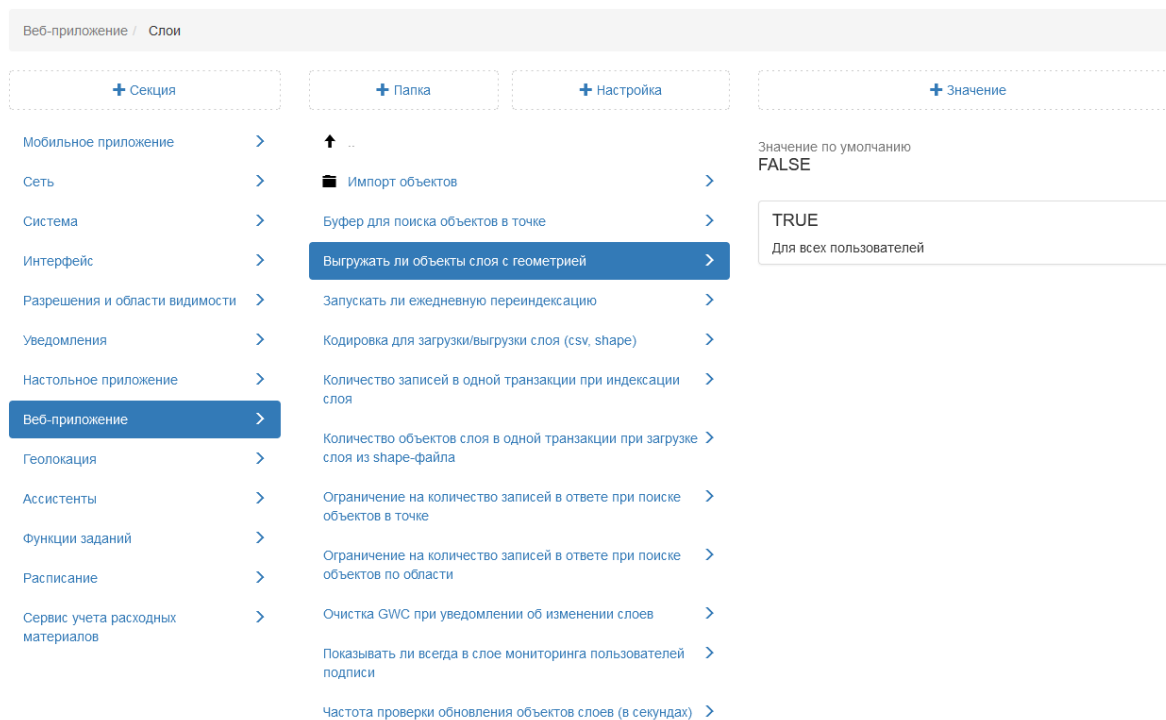 Веб-приложение / Слои
Секция
Папка
Настройка
Значение
Мобильное приложение
Сеть
Система
Интерфейс
Разрешения и области видимости
Уведомления
Настольное приложение
Веб-приложение
Геолокация
Ассистенты
Функции заданий
Расписание
Сервис учета расходных
материалов
..
Импорт объектов
Буфер для поиска объектов в точке
Выгружать ли объекты слоя с геометрией
Запускать ли ежедневную переиндексацию
Кодировка для загрузки/выгрузки слоя (csv, shape)
Количество записей в одной транзакции при индексации
слоя
Количество объектов слоя в одной транзакции при загрузке
слоя из shape-файла
Ограничение на количество записей в ответе при поиске
объектов в точке
Ограничение на количество записей в ответе при поиске
объектов по области
Очистка GWC при уведомлении об изменении слоев
Показывать ли всегда в слое мониторинга пользователей
подписи
Частота проверки обновления объектов слоев (в секундах)
Значение по умолчанию
FALSE
TRUE
Для всех пользователей